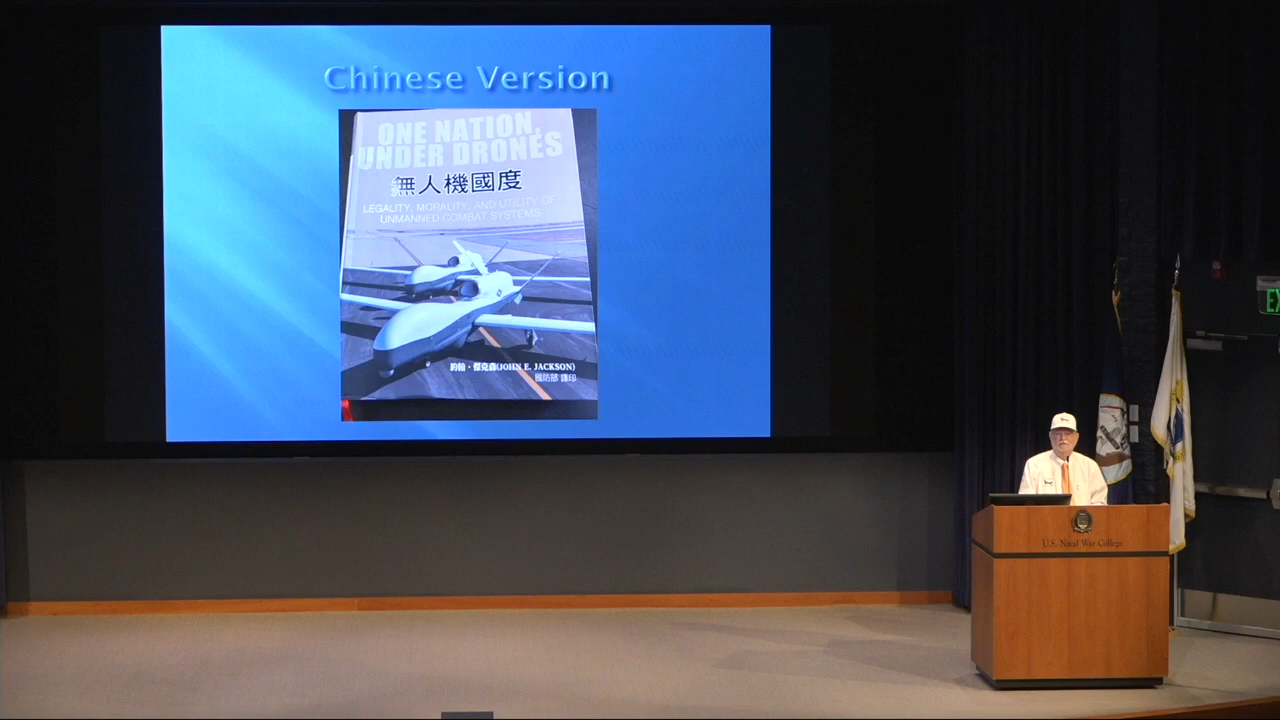 Chinese Version
ONE NATION,
UNDER DRONES
無人機國度
LEGALITY, MORALITY, AND UTILITY OF
UNMANNED COMBAT SYSTEMS
約翰·傑克森(JOHN E. JACKSON)
國防部 譯印
U.S. Naval War College
EX